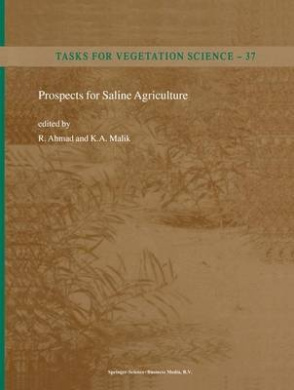 TASKS FOR VEGETATION SCIENCE – 37
Prospects for Saline Agriculture
edited by
R. Ahmad and K.A. Malik
Springer-Science+Business Media, B.V.